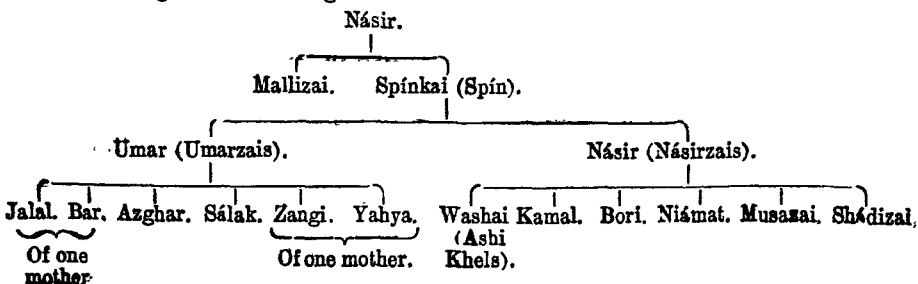 Násir.
Mallizai. Spínkai (Spín).
Umar (Umarzais). Násir (Násirzais).
Jalal. Bar. Azghar. Sálak. Zangi. Yahya. Washai Kamal. Bori. Niámat. Musazai. Shádizai,
(Ashi
Of one Of one mother. Khels).
mother